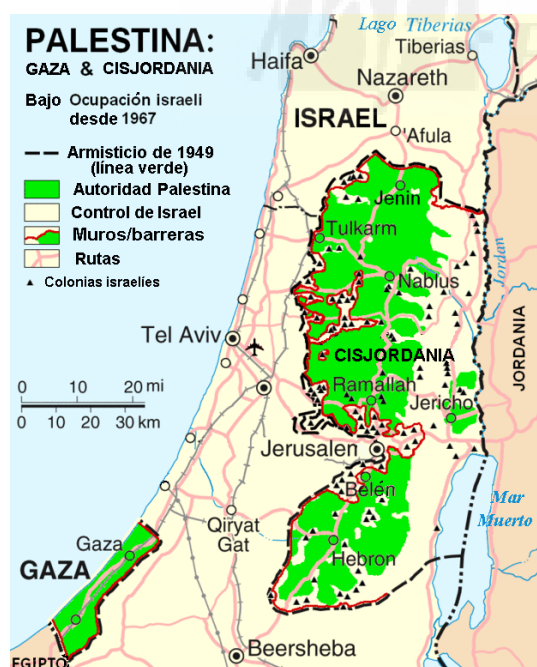 PALESTINA:
GAZA & CISJORDANIA
Bajo Ocupación israeli
desde 1967
Armisticio de 1949
(línea verde)
Autoridad Palestina
Control de Israel
Muros/barreras
Rutas
Colonias israelíes
0 10 20 mi
0 10 20 30 km
Lago Tiberias
Tiberias
Haifa
Nazareth
ISRAEL
'Afula
Jenin
Tulkarm
Nablus
Jordan
Tel Aviv
CISJORDANIA
JORDANIA
Ramallah
Jericho
Jerusalen
Belén
Mar
Muerto
Qiryat
Gat
Hebron
Gaza
GAZA
Beersheba
EGIPTO